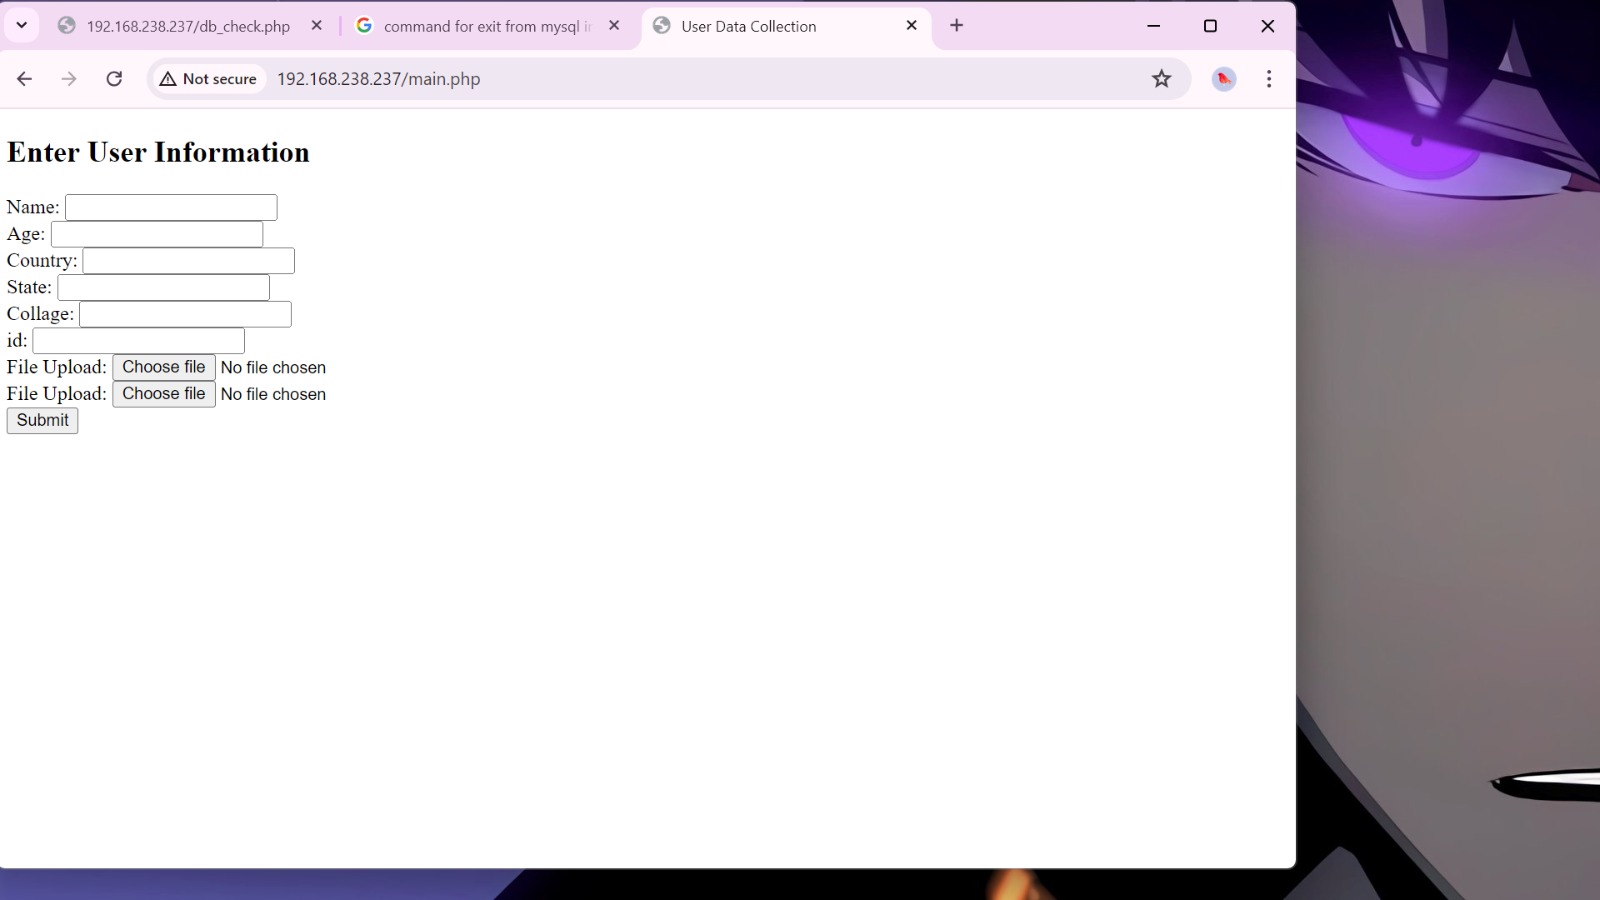 192.168.238.237/db_check.php
command for exit from mysql in
User Data Collection
Not secure
192.168.238.237/main.php
Enter User Information
Name:
Age:
Country:
State:
Collage:
id:
File Upload: Choose file No file chosen
File Upload: Choose file No file chosen
Submit